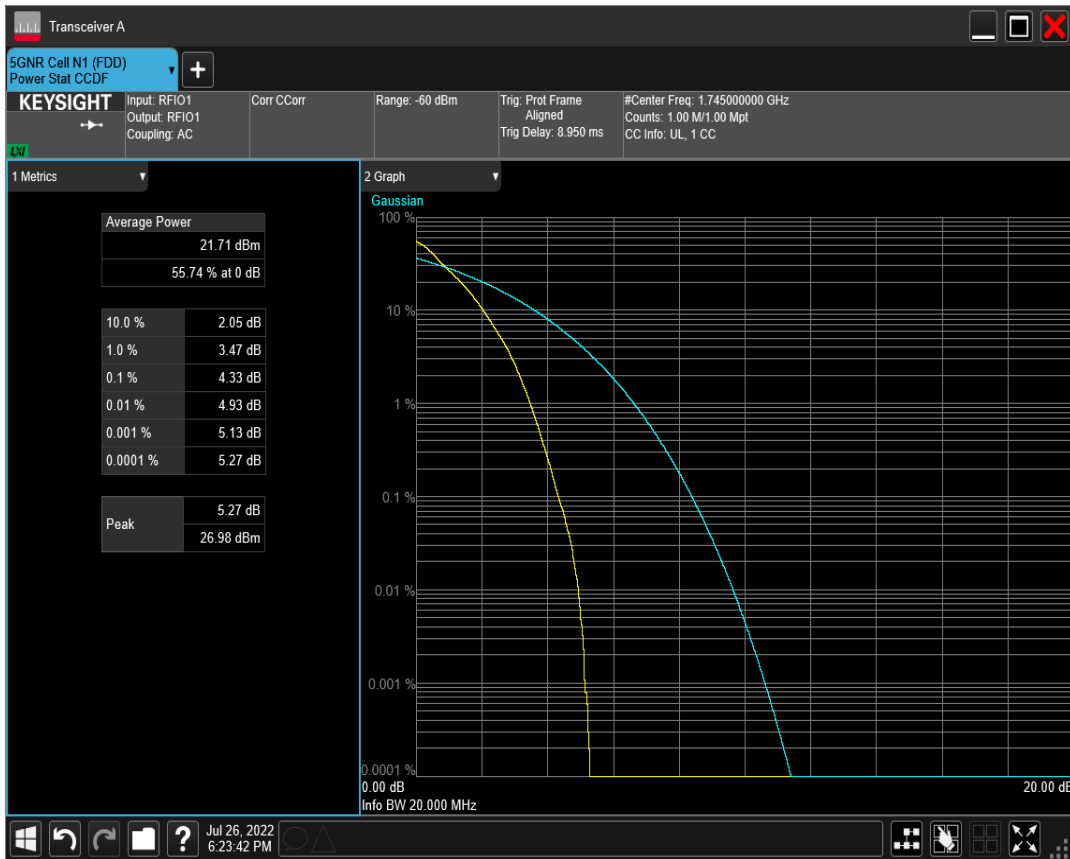 Transceiver A
5GNR Cell N1 (FDD)
Power Stat CCDF
+
KEYSIGHT
LXI
Input: RFIO1
Output: RFIO1
Coupling: AC
Corr CCorr
Range: -60 dBm
Trig: Prot Frame
Aligned
Trig Delay: 8.950 ms
#Center Freq: 1.745000000 GHz
Counts: 1.00 M/1.00 Mpt
CC Info: UL, 1 CC
1 Metrics
Average Power
21.71 dBm
55.74 % at 0 dB
10.0 % 2.05 dB
1.0 % 3.47 dB
0.1 % 4.33 dB
0.01 % 4.93 dB
0.001 % 5.13 dB
0.0001 % 5.27 dB
Peak
5.27 dB
26.98 dBm
2 Graph
Gaussian
100 %
10 %
1 %
0.1 %
0.01 %
0.001 %
0.0001 %
0.00 dB
20.00 dB
Info BW 20.000 MHz
?
Jul 26, 2022
6:23:42 PM